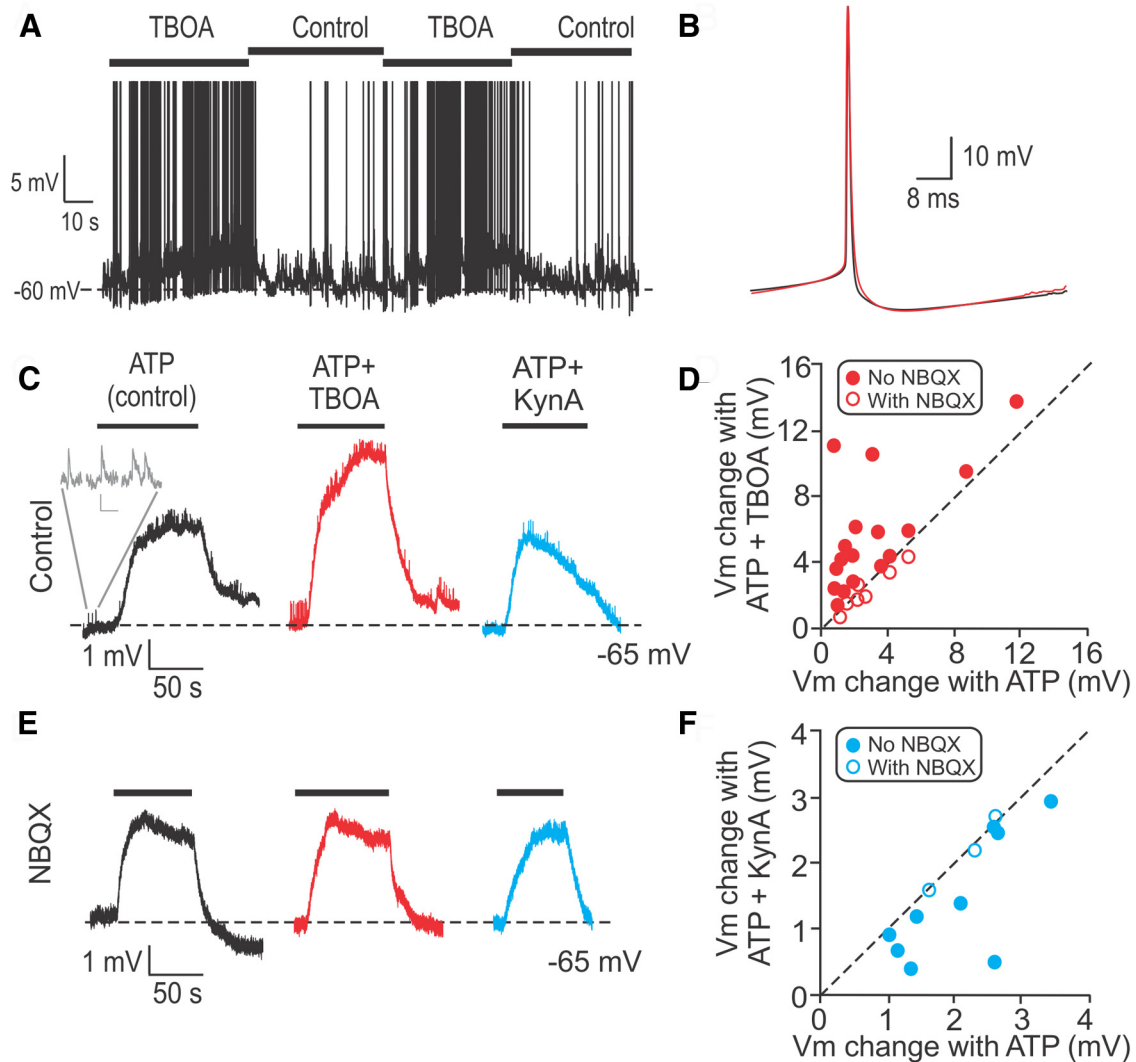 A
TBOA
Control
TBOA
Control
5 mV
10 s
-60 mV
B
10 mV
8 ms
C
ATP
(control)
ATP+
TBOA
ATP+
KynA
Control
1 mV
50 s
-65 mV
D
No NBQX
With NBQX
Vm change with
ATP + TBOA (mV)
16
12
8
4
0
0
4
8
12
16
Vm change with ATP (mV)
E
NBQX
1 mV
50 s
-65 mV
F
No NBQX
With NBQX
Vm change with
ATP + KynA (mV)
4
3
2
1
0
0
1
2
3
4
Vm change with ATP (mV)